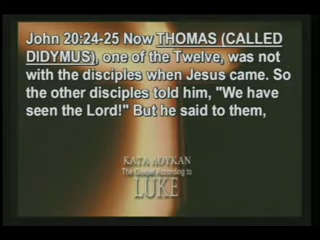 John 20:24-25 Now THOMAS (CALLED
DIDYMUS), one of the Twelve, was not
with the disciples when Jesus came. So
the other disciples told him, "We have
seen the Lord!" But he said to them,
ΚΑΤΑ ΛΟΥΚΑΝ
The Gospel According to
LUKE